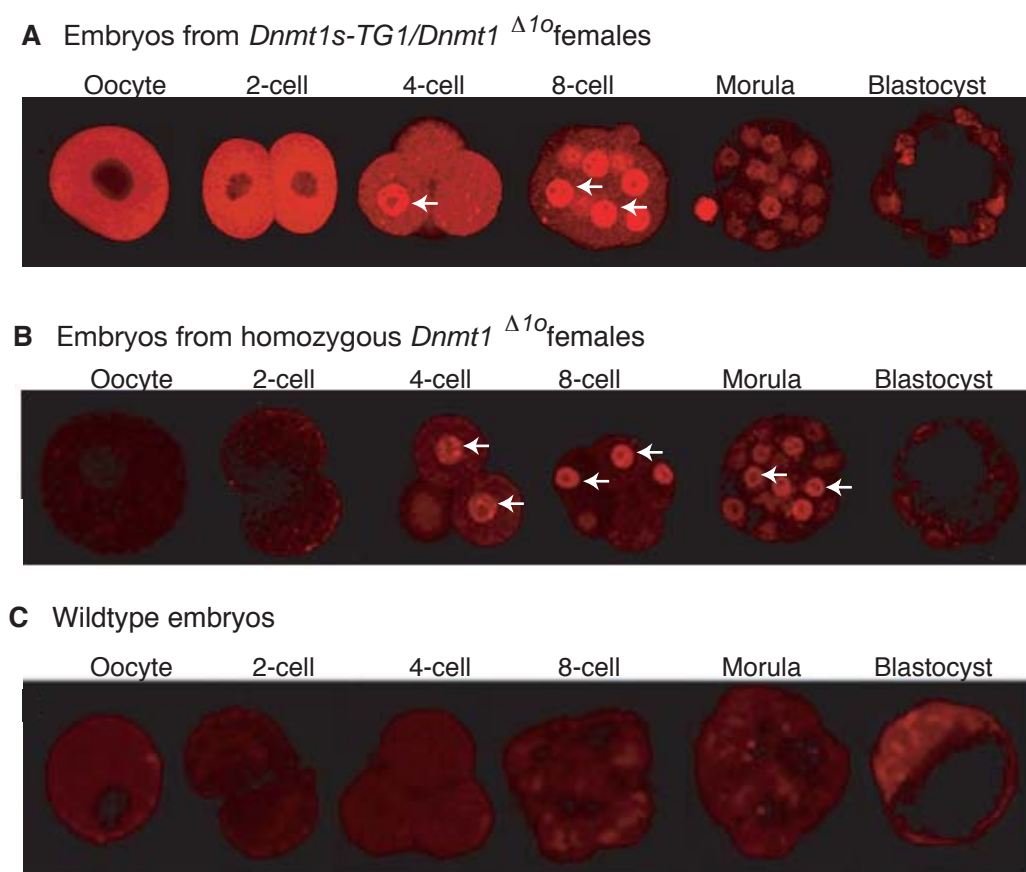 A Embryos from Dnmt1s-TG1/Dnmt1 Δ1o females
Oocyte 2-cell 4-cell 8-cell Morula Blastocyst
B Embryos from homozygous Dnmt1 Δ1o females
Oocyte 2-cell 4-cell 8-cell Morula Blastocyst
C Wildtype embryos
Oocyte 2-cell 4-cell 8-cell Morula Blastocyst